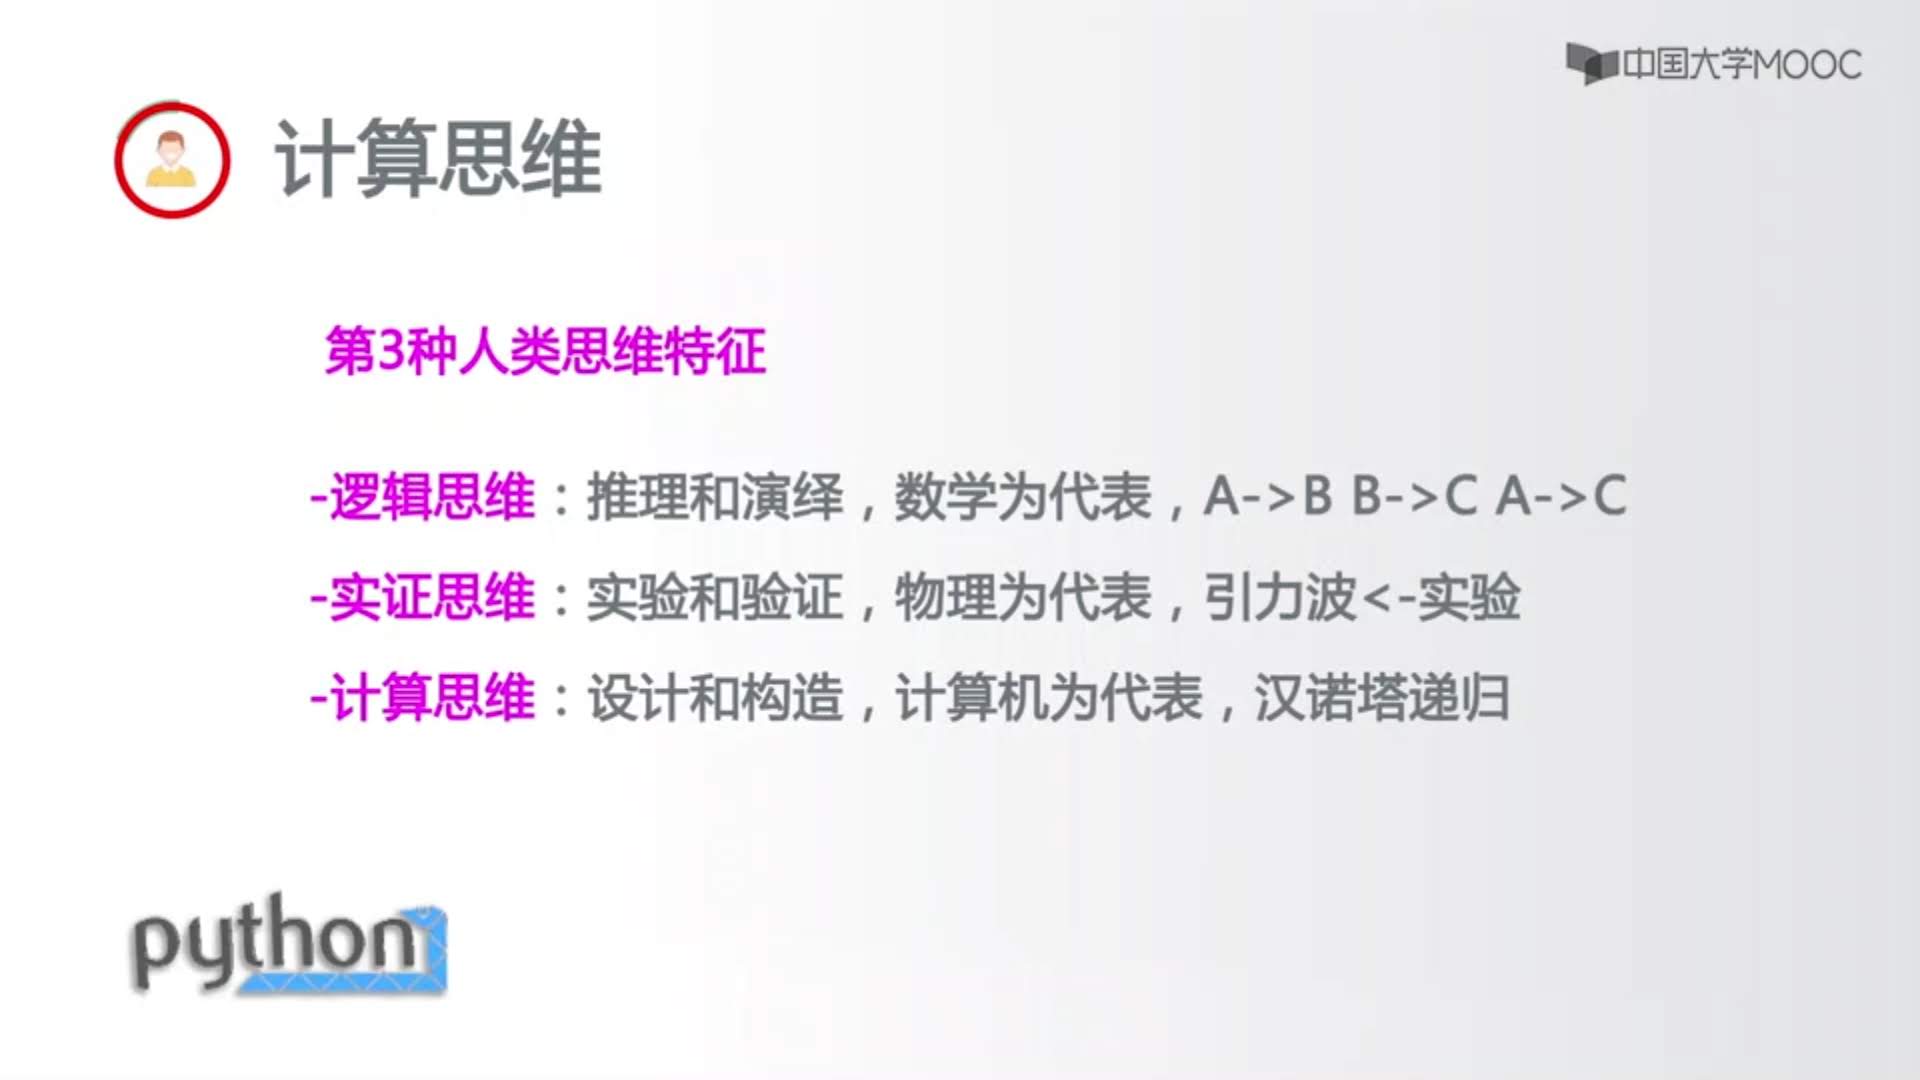 中国大学MOOC
计算思维
第3种人类思维特征
-逻辑思维：推理和演绎，数学为代表，A->B B->C A->C
-实证思维：实验和验证，物理为代表，引力波<-实验
-计算思维：设计和构造，计算机为代表，汉诺塔递归
python